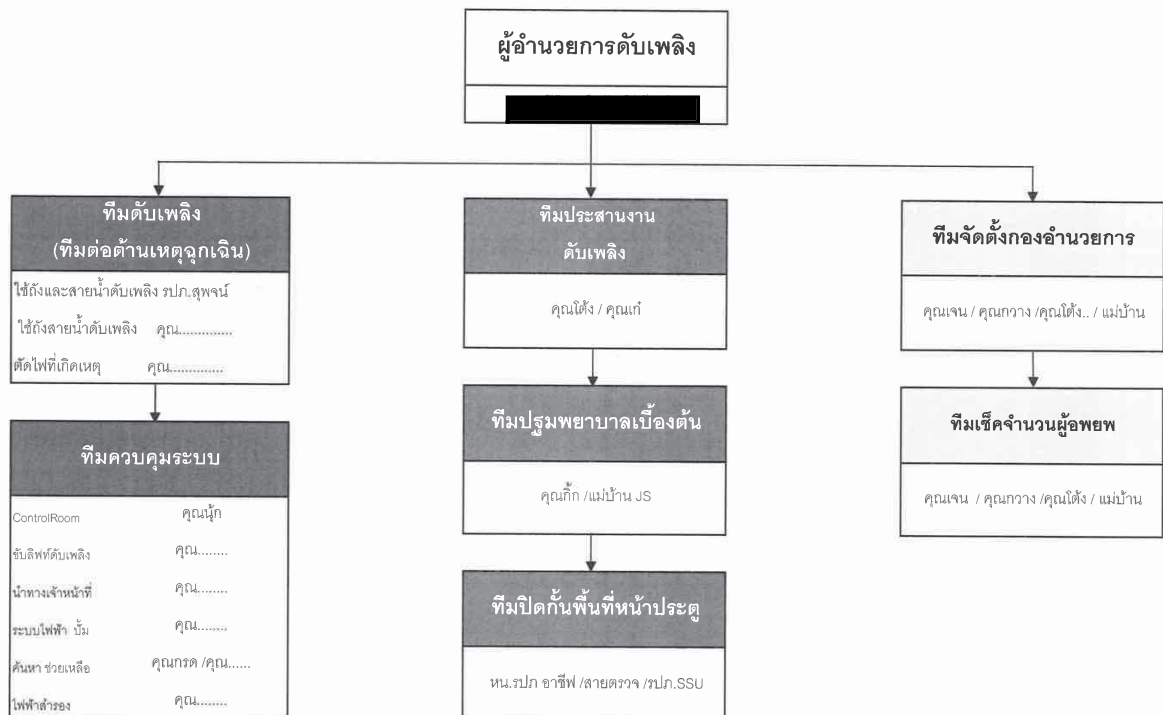 ผู้อำนวยการดับเพลิง
ทีมดับเพลิง
(ทีมต่อต้านเหตุฉุกเฉิน)
ใช้ถังและสายน้ำดับเพลิง รปภ.สุพจน์
ใช้ถังสายน้ำดับเพลิง คุณ..............
ตัดไฟที่เกิดเหตุ คุณ..............
ทีมควบคุมระบบ
ControlRoom คุณนุ้ก
ขับลิฟท์ดับเพลิง คุณ........
นำทางเจ้าหน้าที่ คุณ........
ระบบไฟฟ้า ปั้ม คุณ........
ค้นหา ช่วยเหลือ คุณกรด /คุณ......
ไฟฟ้าสำรอง คุณ........
ทีมประสานงาน
ดับเพลิง
คุณโต้ง / คุณเก๋
ทีมปฐมพยาบาลเบื้องต้น
คุณกิ๊ก /แม่บ้าน JS
ทีมปิดกั้นพื้นที่หน้าประตู
หน.รปภ อาชีฟ /สายตรวจ /รปภ.SSU
ทีมจัดตั้งกองอำนวยการ
คุณเจน / คุณกวาง /คุณโต้ง.. / แม่บ้าน
ทีมเช็คจำนวนผู้อพยพ
คุณเจน / คุณกวาง /คุณโต้ง / แม่บ้าน